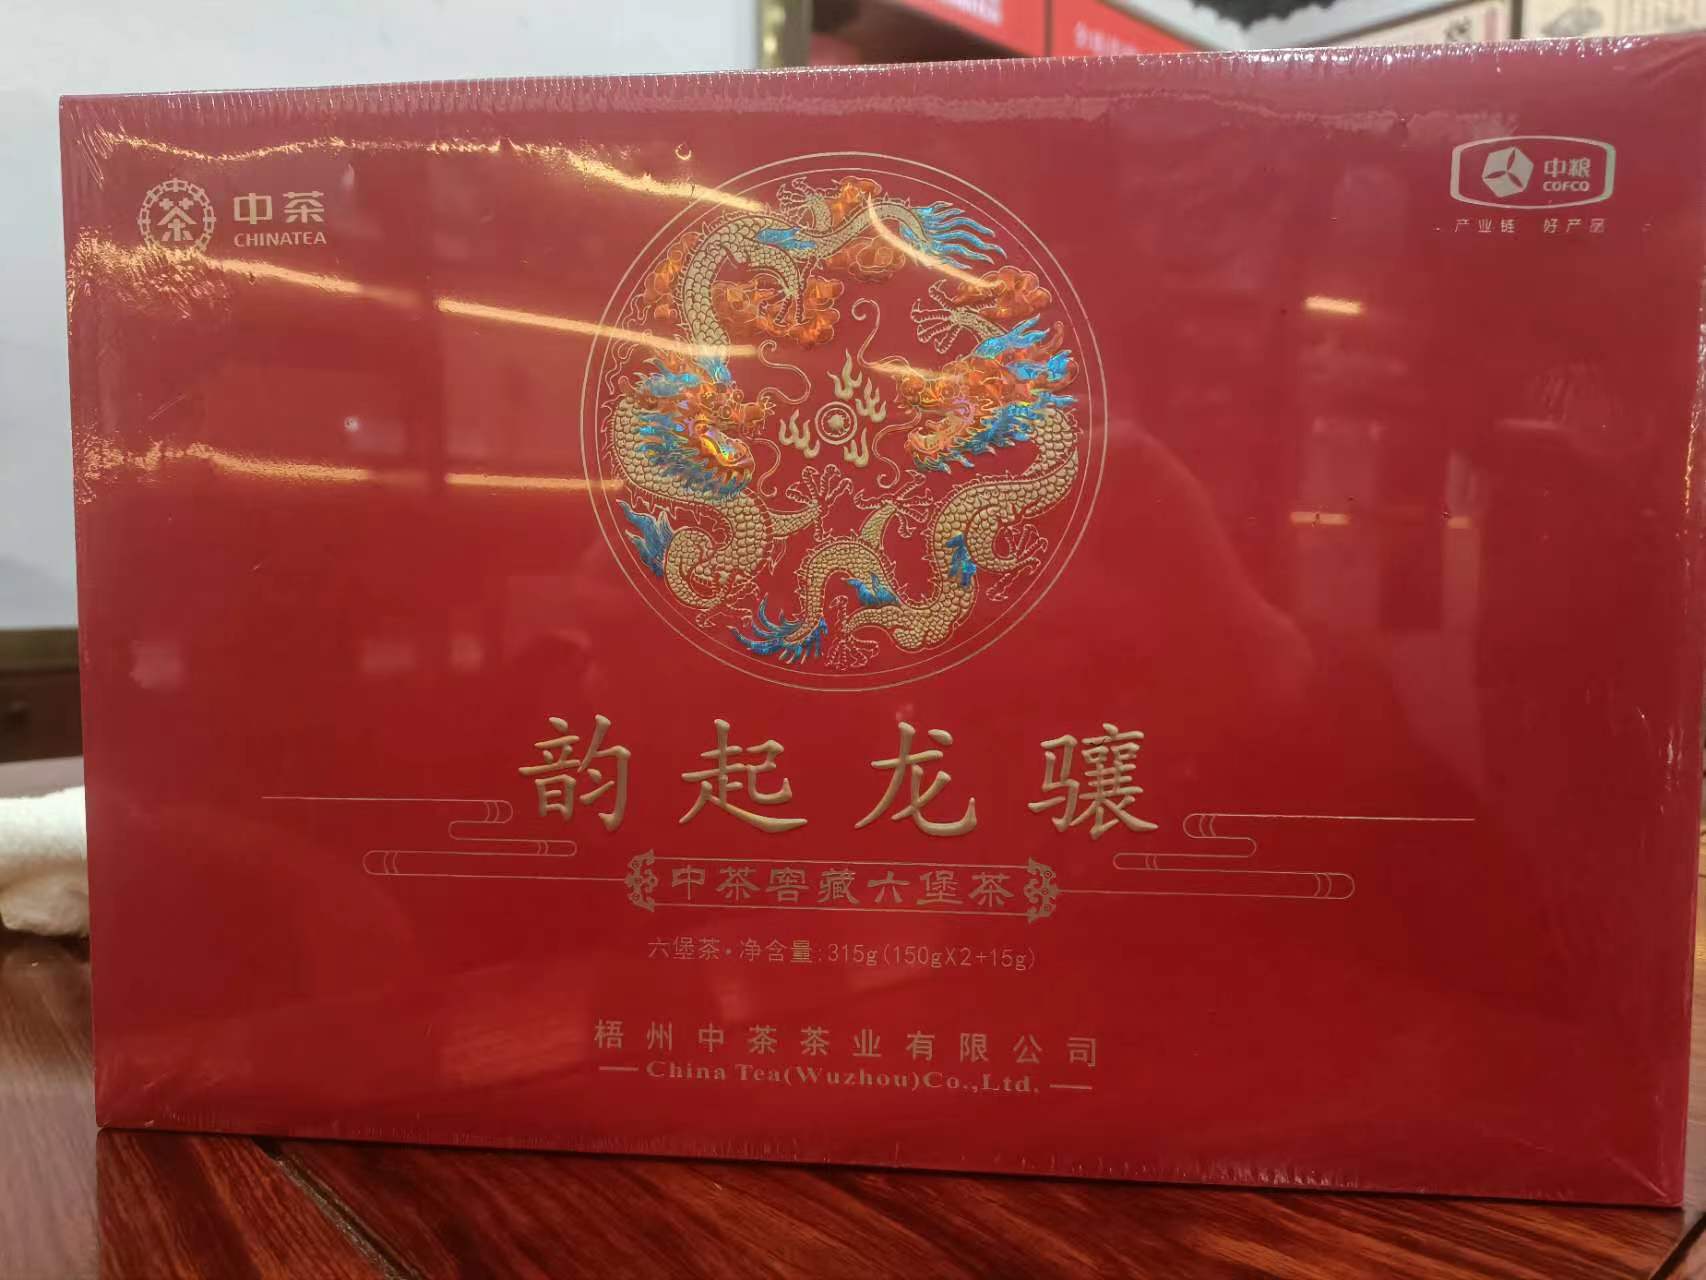 茶
中茶
CHINATEA
中粮
COFCO
产业链 好产品
韵起龙骧
中茶窖藏六堡茶
六堡茶·净含量:315g(150gX2+15g)
梧州中茶茶业有限公司
China Tea(Wuzhou)Co.,Ltd.